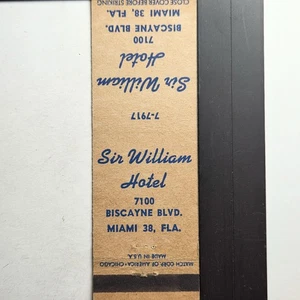 CLOSE COVER BEFORE STRIKING
MIAMI 38, FLA.
BISCAYNE BLVD.
7100
Hotel
Sir William
7-7917
Sir William
Hotel
7100
BISCAYNE BLVD.
MIAMI 38, FLA.
MATCH CORP. OF AMERICA • CHICAGO
MADE IN U.S.A.